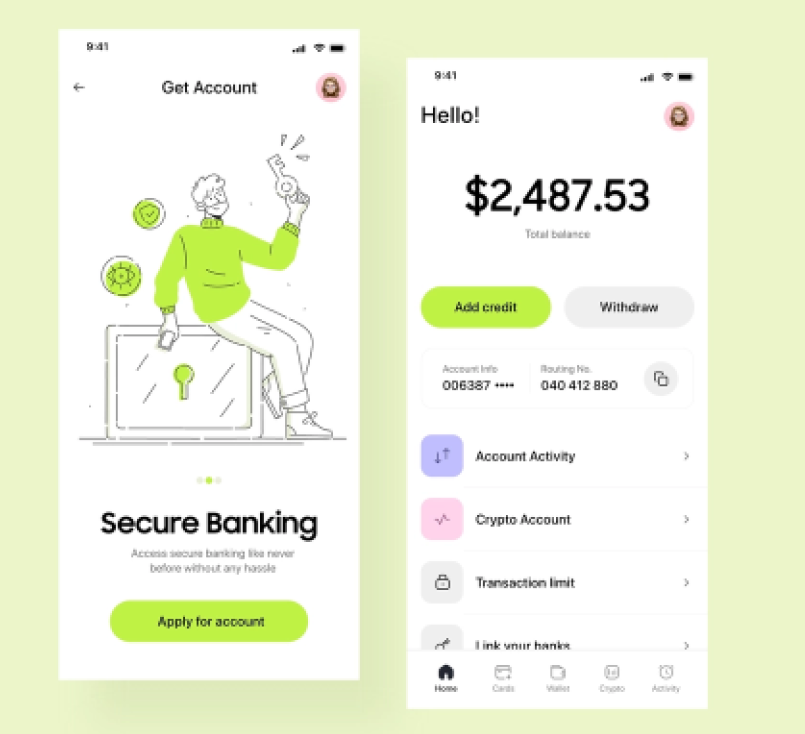 9:41
Get Account
Secure Banking
Access secure banking like never
before without any hassle
Apply for account
9:41
Hello!
$2,487.53
Total balance
Add credit
Withdraw
Account Info
006387 ••••
Routing No.
040 412 880
Account Activity
Crypto Account
Transaction limit
Link your banks
Home
Cards
Wallet
Crypto
Activity